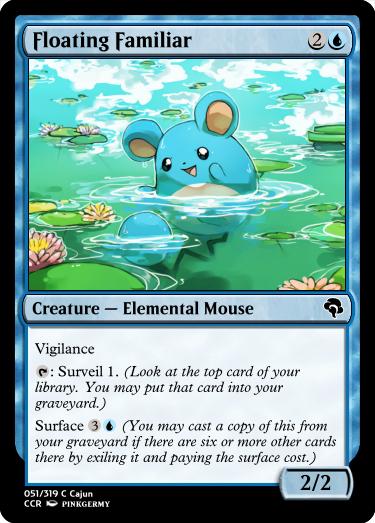 Floating Familiar 2
Creature — Elemental Mouse
Vigilance
: Surveil 1. (Look at the top card of your
library. You may put that card into your
graveyard.)
Surface 3 (You may cast a copy of this from
your graveyard if there are six or more other cards
there by exiling it and paying the surface cost.)
2/2
051/319 C Cajun
CCR PINKGERMY